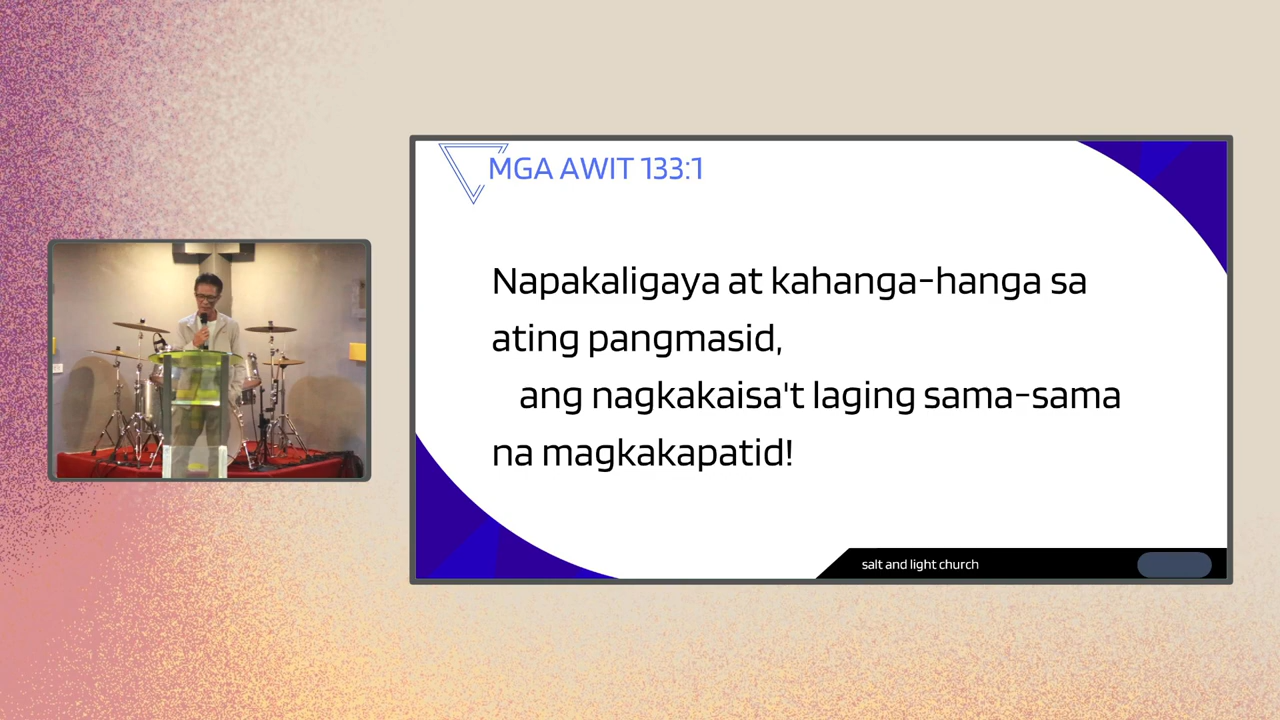 MGA AWIT 133:1
Napakaligaya at kahanga-hanga sa
ating pangmasid,
ang nagkakaisa't laging sama-sama
na magkakapatid!
salt and light church